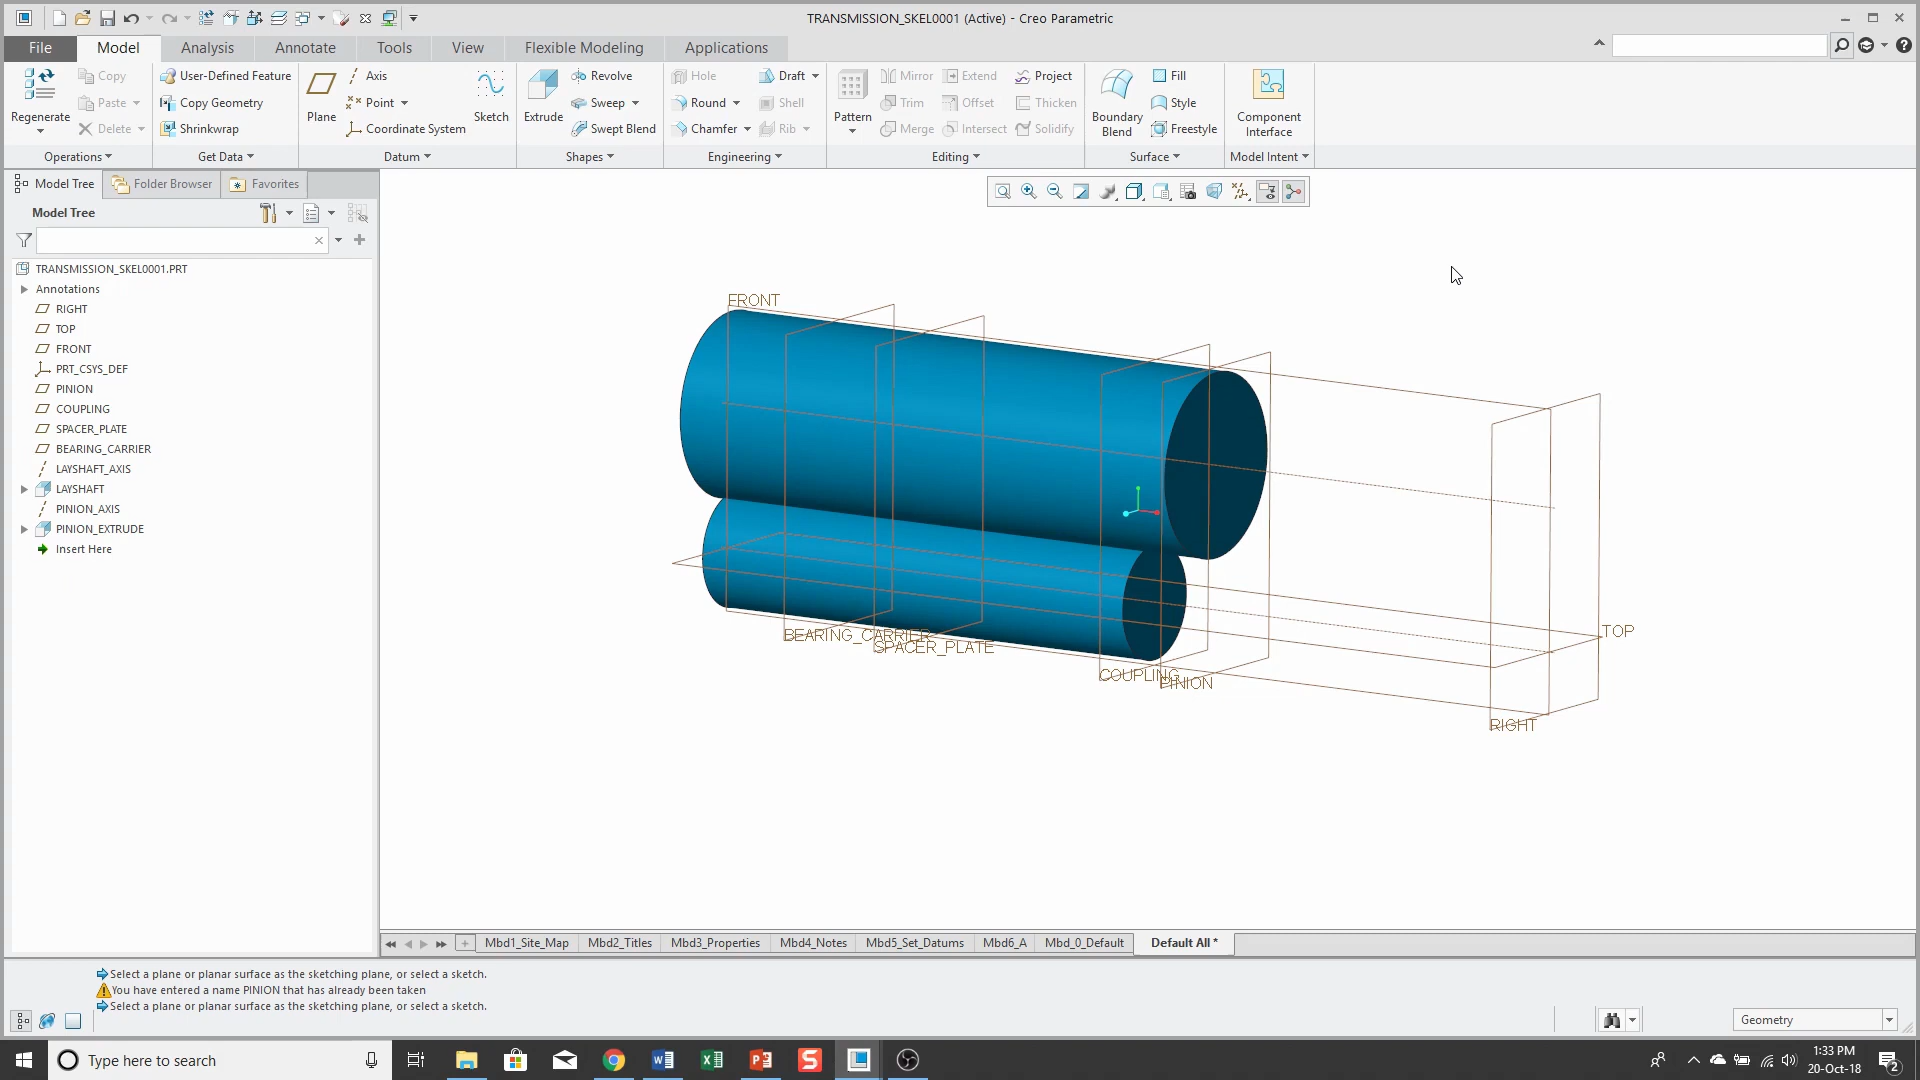 TRANSMISSION_SKEL0001 (Active) - Creo Parametric
File
Model
Analysis
Annotate
Tools
View
Flexible Modeling
Applications
Regenerate
Copy
Paste
Delete
Operations
User-Defined Feature
Copy Geometry
Shrinkwrap
Get Data
Plane
Axis
Point
Coordinate System
Sketch
Datum
Extrude
Revolve
Sweep
Swept Blend
Shapes
Hole
Round
Chamfer
Draft
Shell
Rib
Engineering
Pattern
Mirror
Trim
Merge
Extend
Offset
Intersect
Project
Thicken
Solidify
Editing
Boundary
Blend
Fill
Style
Freestyle
Surface
Component
Interface
Model Intent
Model Tree
Folder Browser
Favorites
Model Tree
TRANSMISSION_SKEL0001.PRT
Annotations
RIGHT
TOP
FRONT
PRT_CSYS_DEF
PINION
COUPLING
SPACER_PLATE
BEARING_CARRIER
LAYSHAFT_AXIS
LAYSHAFT
PINION_AXIS
PINION_EXTRUDE
Insert Here
FRONT
BEARING_CARRIER
SPACER_PLATE
COUPLING
PINION
TOP
RIGHT
Mbd1_Site_Map
Mbd2_Titles
Mbd3_Properties
Mbd4_Notes
Mbd5_Set_Datums
Mbd6_A
Mbd_0_Default
Default All *
Select a plane or planar surface as the sketching plane, or select a sketch.
You have entered a name PINION that has already been taken
Select a plane or planar surface as the sketching plane, or select a sketch.
Geometry
Type here to search
1:33 PM
20-Oct-18
2